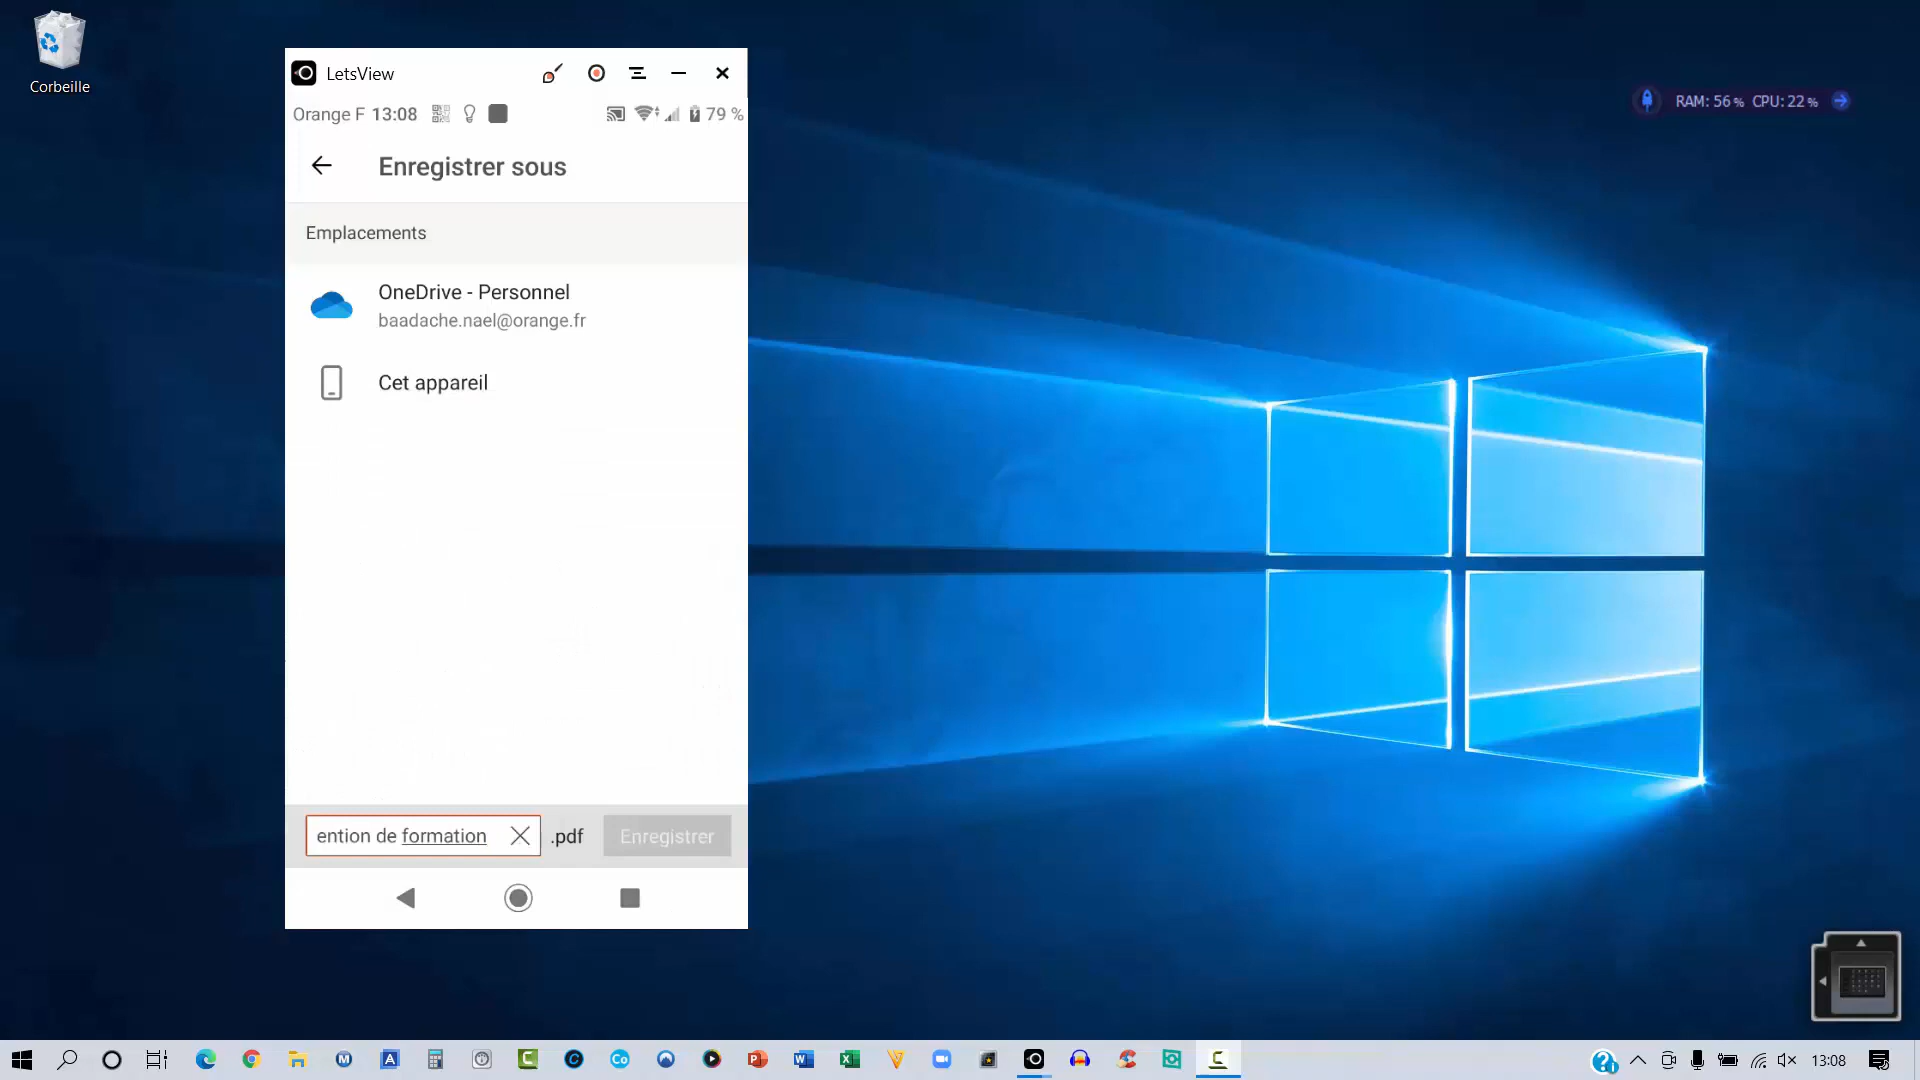 Corbeille
LetsView
RAM: 56 % CPU: 22 %
Orange F 13:08 79 %
Enregistrer sous
Emplacements
OneDrive - Personnel
baadache.nael@orange.fr
Cet appareil
ention de formation .pdf Enregistrer
13:08